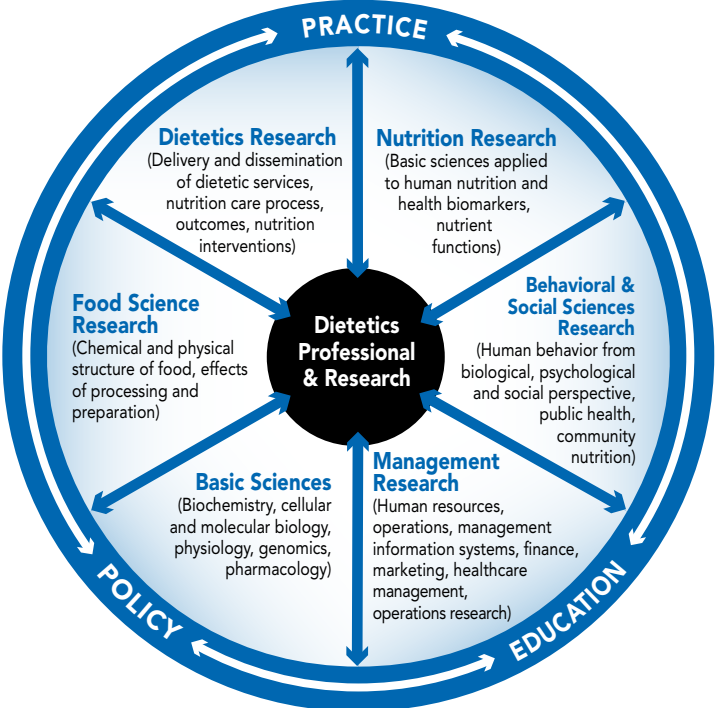 PRACTICE
Dietetics Research
(Delivery and dissemination
of dietetic services,
nutrition care process,
outcomes, nutrition
interventions)
Nutrition Research
(Basic sciences applied
to human nutrition and
health biomarkers,
nutrient
functions)
Behavioral &
Social Sciences
Research
(Human behavior from
biological, psychological
and social perspective,
public health,
community
nutrition)
Food Science
Research
(Chemical and physical
structure of food, effects
of processing and
preparation)
Dietetics
Professional
& Research
Basic Sciences
(Biochemistry, cellular
and molecular biology,
physiology, genomics,
pharmacology)
Management
Research
(Human resources,
operations, management
information systems, finance,
marketing, healthcare
management,
operations research)
POLICY
EDUCATION